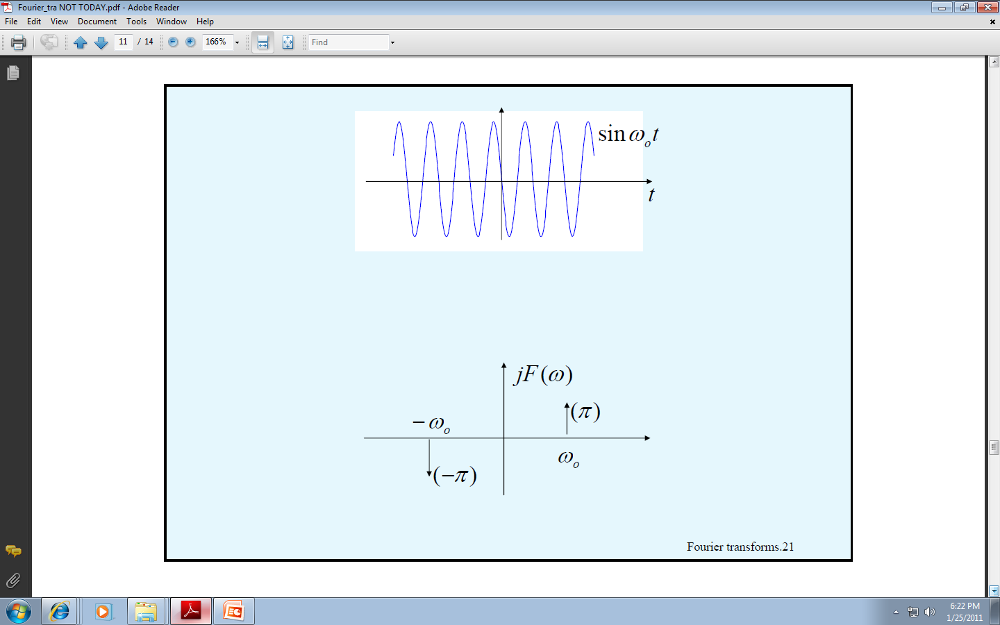 Fourier_tra NOT TODAY.pdf - Adobe Reader
File Edit View Document Tools Window Help
11 / 14 166% Find
sin ωₒt
t
jF(ω)
(π)
−ωₒ
ωₒ
(−π)
Fourier transforms.21
6:22 PM
1/25/2011